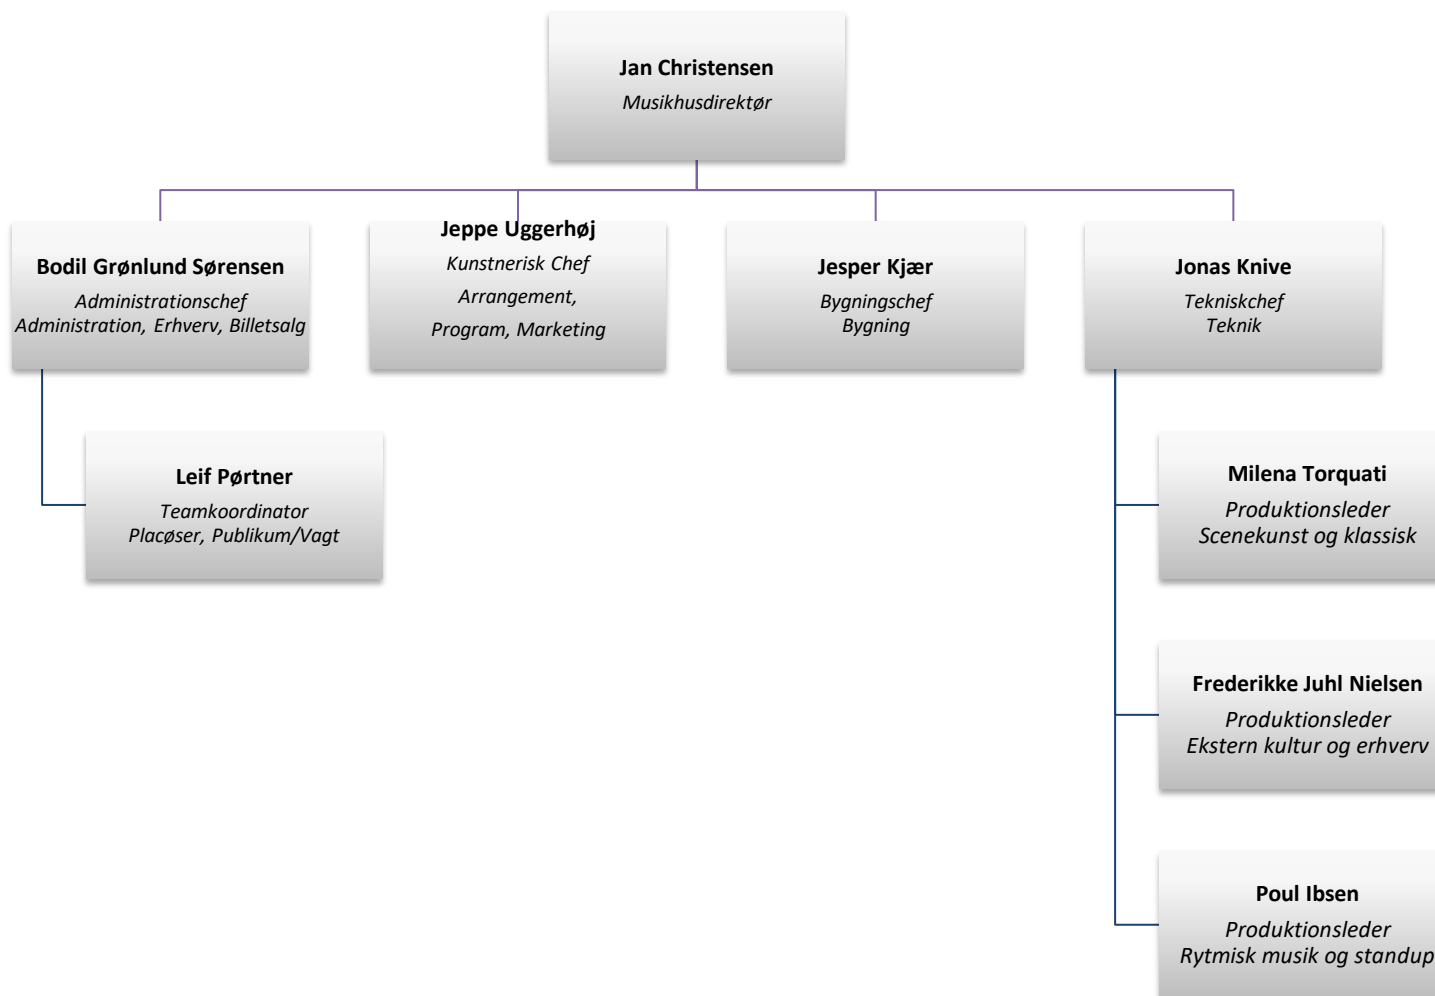 Jan Christensen
Musikhusdirektør
Bodil Grønlund Sørensen
Administrationschef
Administration, Erhverv, Billetsalg
Jeppe Uggerhøj
Kunstnerisk Chef
Arrangement,
Program, Marketing
Jesper Kjær
Bygningschef
Bygning
Jonas Knive
Tekniskchef
Teknik
Leif Pørtner
Teamkoordinator
Placøser, Publikum/Vagt
Milena Torquati
Produktionsleder
Scenekunst og klassisk
Frederikke Juhl Nielsen
Produktionsleder
Ekstern kultur og erhverv
Poul Ibsen
Produktionsleder
Rytmisk musik og standup